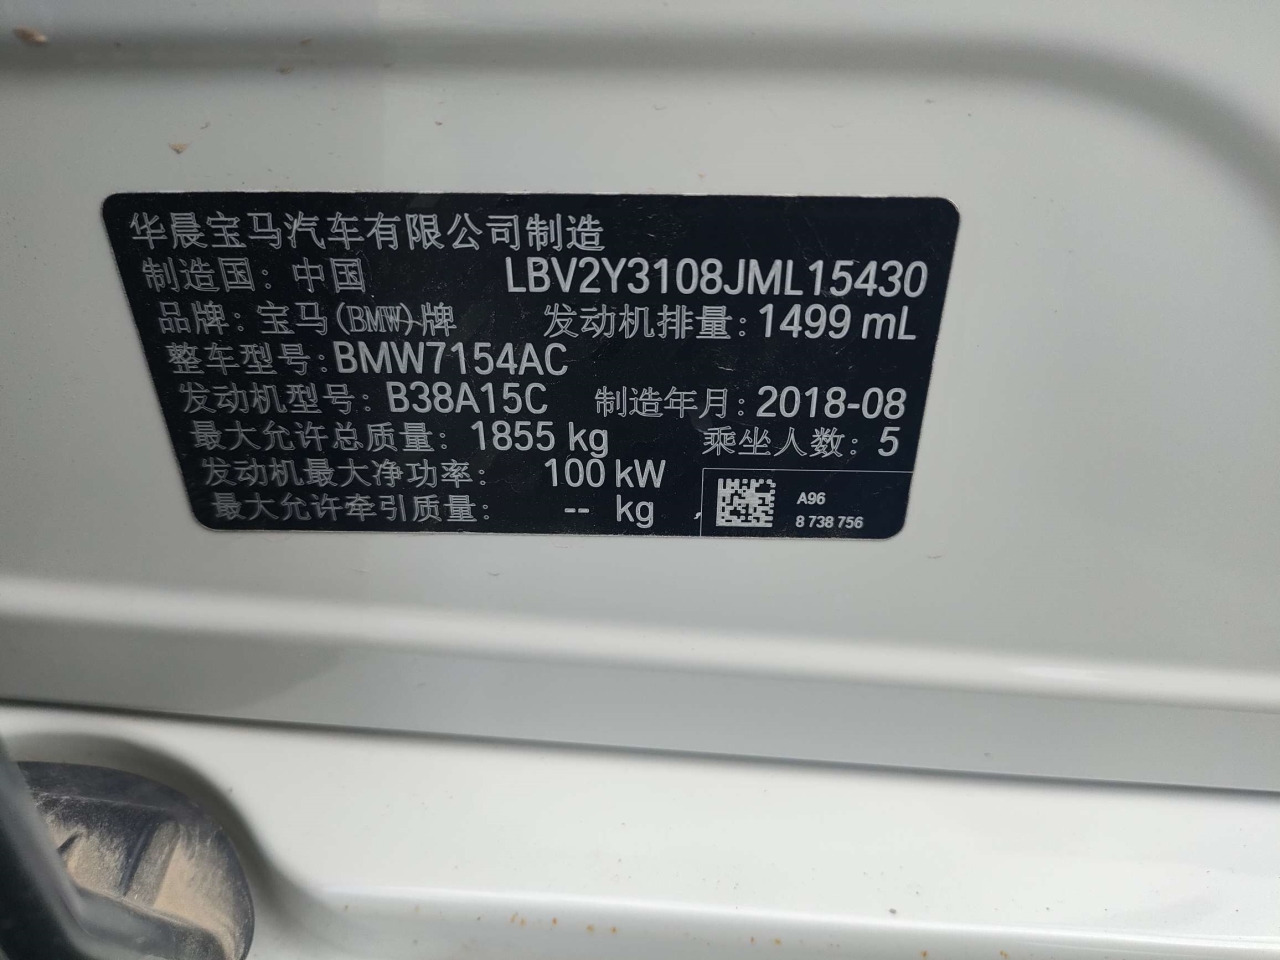 华晨宝马汽车有限公司制造
制造国：中国 LBV2Y3108JML15430
品牌：宝马(BMW)牌 发动机排量：1499 mL
整车型号：BMW7154AC
发动机型号：B38A15C 制造年月：2018-08
最大允许总质量：1855 kg 乘坐人数：5
发动机最大净功率：100 kW
最大允许牵引质量：-- kg
A96
8 738 756